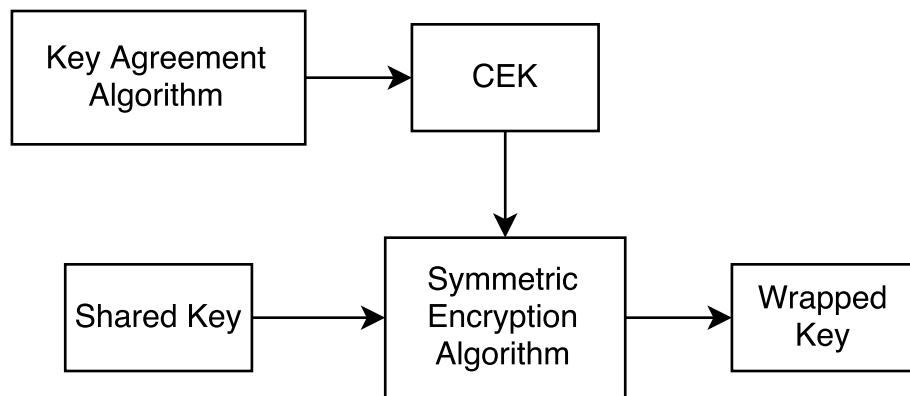 Key Agreement
Algorithm
CEK
Shared Key
Symmetric
Encryption
Algorithm
Wrapped
Key